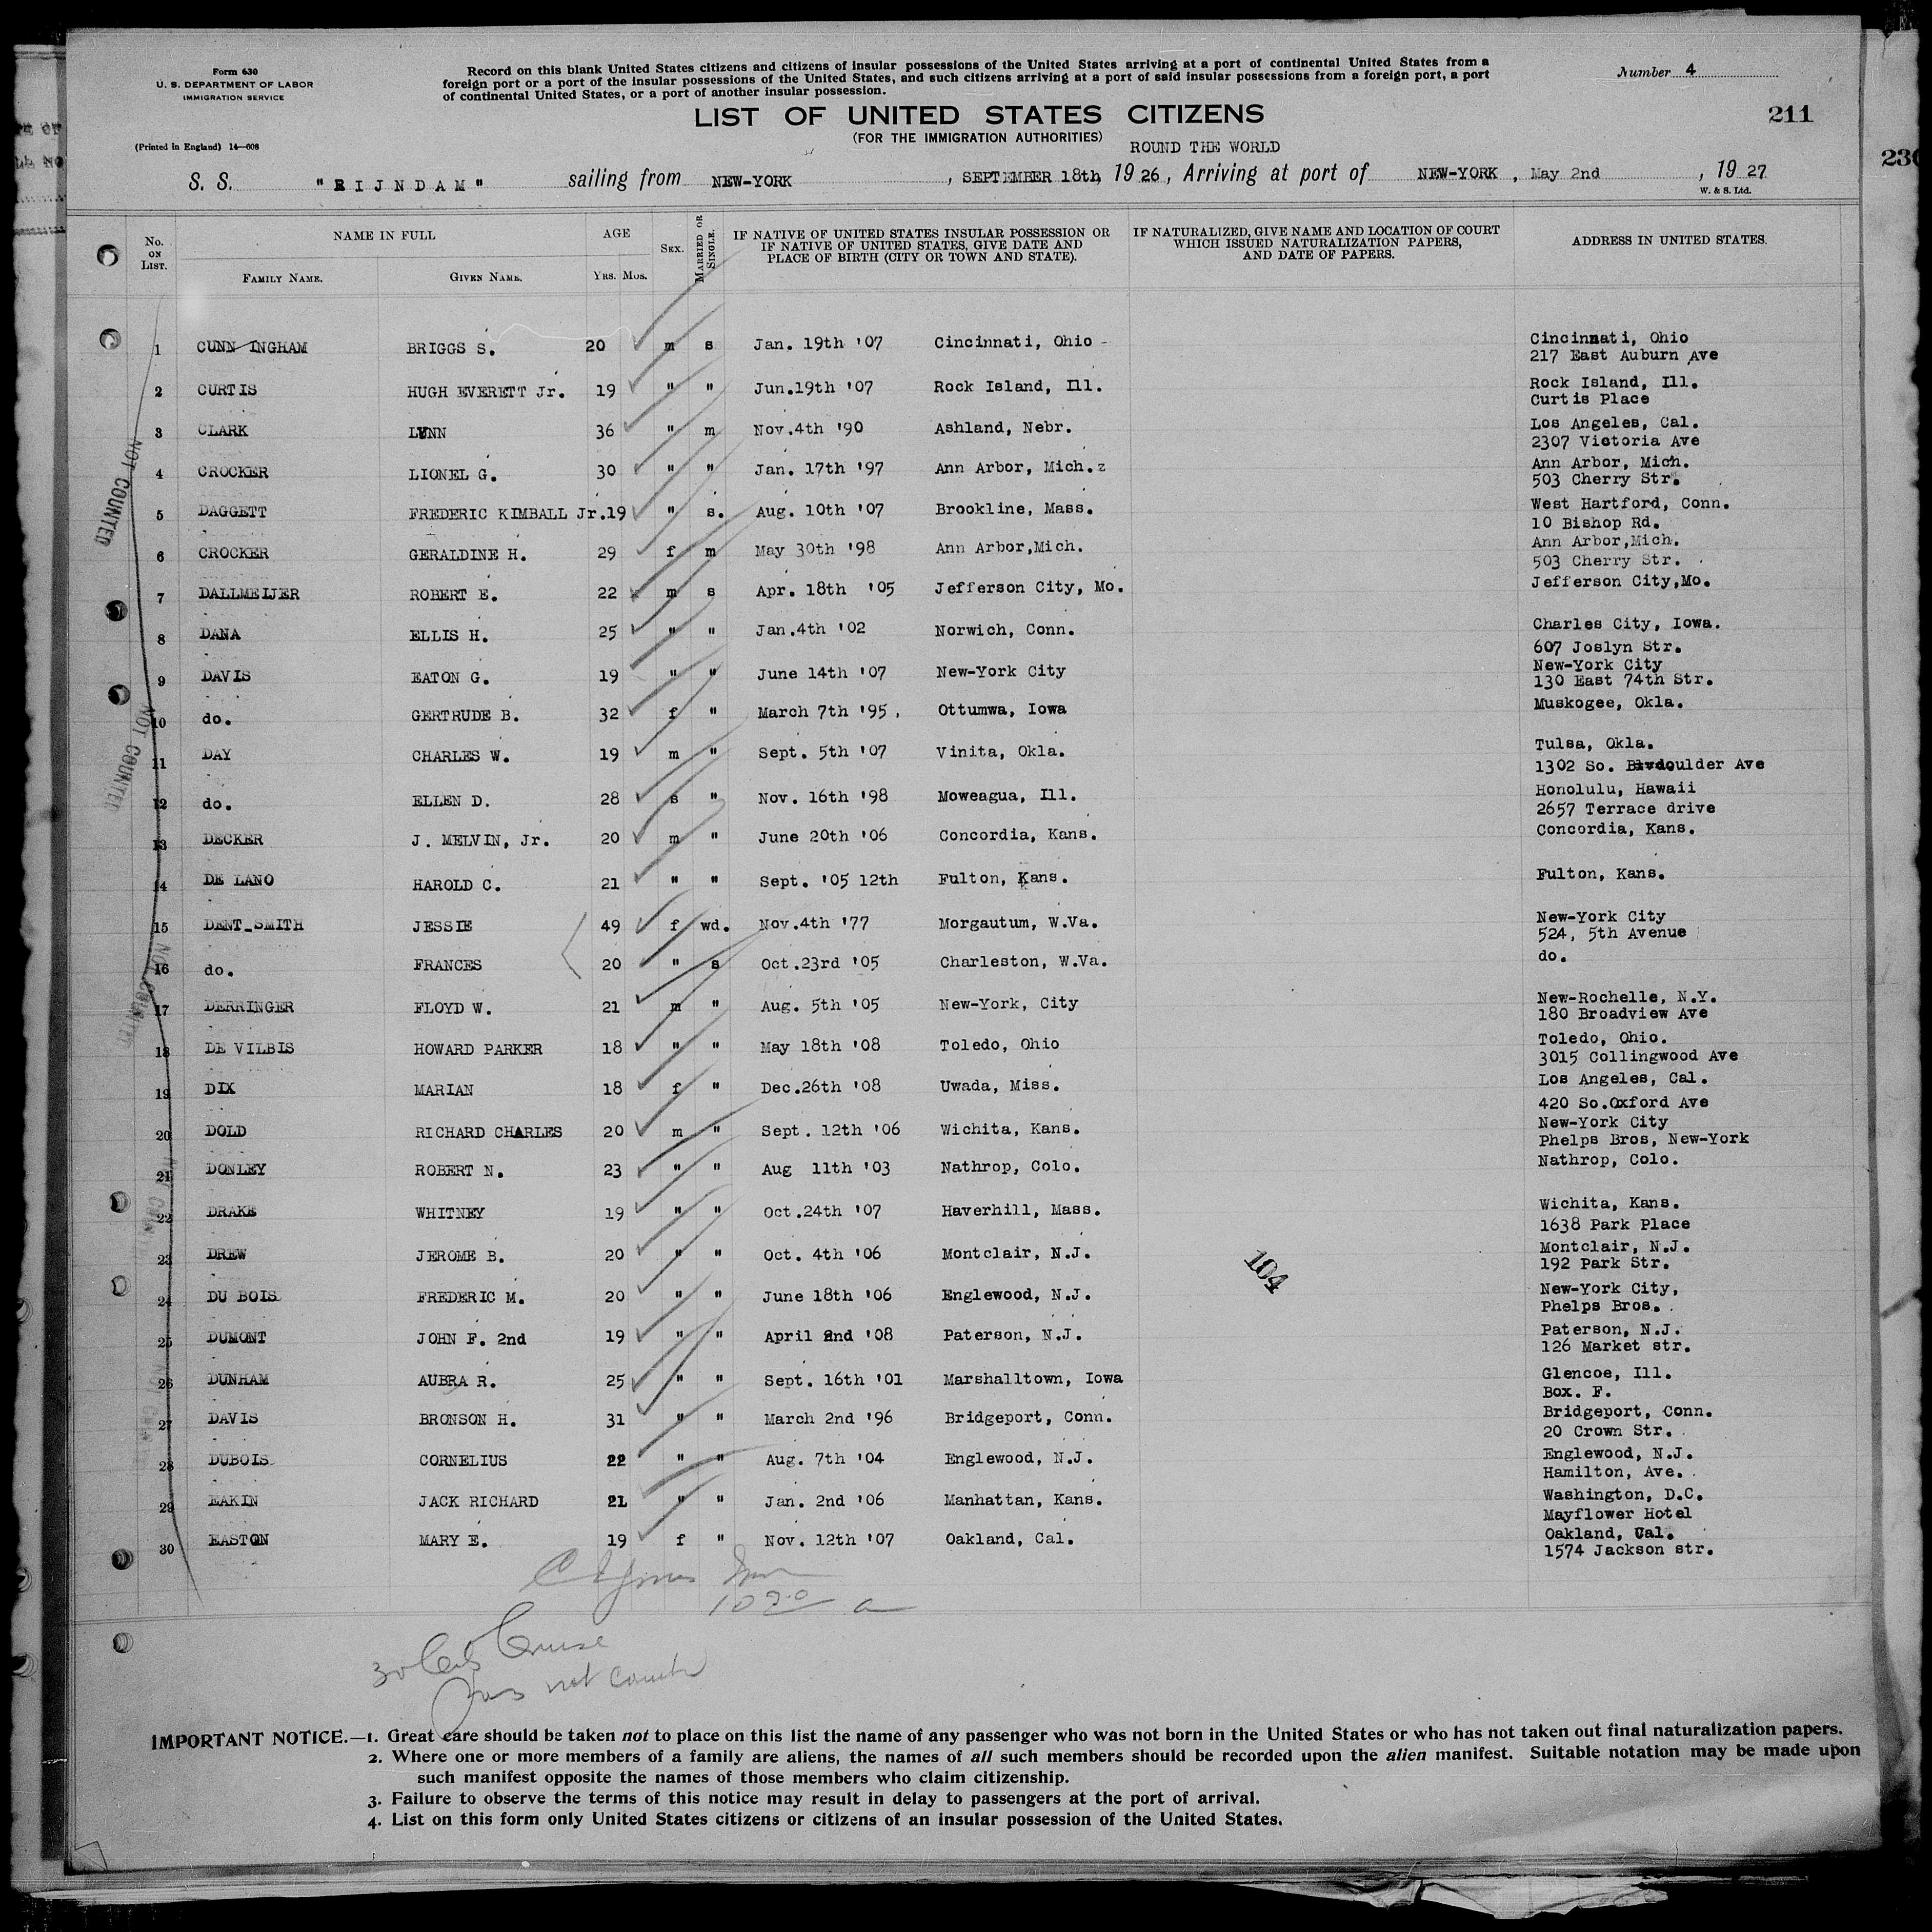 Form 630
U. S. DEPARTMENT OF LABOR
IMMIGRATION SERVICE
(Printed in England) 14—608
Record on this blank United States citizens and citizens of insular possessions of the United States arriving at a port of continental United States from a
foreign port or a port of the insular possessions of the United States, and such citizens arriving at a port of said insular possessions from a foreign port, a port
of continental United States, or a port of another insular possession.
Number 4
LIST OF UNITED STATES CITIZENS
211
230
(FOR THE IMMIGRATION AUTHORITIES)
ROUND THE WORLD
S. S. "RIJNDAM" sailing from NEW-YORK, SEPTEMBER 18th, 1926, Arriving at port of NEW-YORK, May 2nd, 1927
W. & S. Ltd.
No. on List. NAME IN FULL AGE Sex. Married or Single. IF NATIVE OF UNITED STATES INSULAR POSSESSION OR IF NATIVE OF UNITED STATES, GIVE DATE AND PLACE OF BIRTH (CITY OR TOWN AND STATE). IF NATURALIZED, GIVE NAME AND LOCATION OF COURT WHICH ISSUED NATURALIZATION PAPERS, AND DATE OF PAPERS. ADDRESS IN UNITED STATES.
Family Name. Given Name. Yrs. Mos.
1 CUNNINGHAM BRIGGS S. 20 m s Jan. 19th '07 Cincinnati, Ohio - Cincinnati, Ohio
217 East Auburn Ave
2 CURTIS HUGH EVERETT Jr. 19 " " Jun.19th '07 Rock Island, Ill. Rock Island, Ill.
Curtis Place
3 CLARK LYNN 36 " m Nov.4th '90 Ashland, Nebr. Los Angeles, Cal.
2307 Victoria Ave
4 CROCKER LIONEL G. 30 " " Jan. 17th '97 Ann Arbor, Mich.z Ann Arbor, Mich.
503 Cherry Str.
5 DAGGETT FREDERIC KIMBALL Jr.19 " s. Aug. 10th '07 Brookline, Mass. West Hartford, Conn.
10 Bishop Rd.
6 CROCKER GERALDINE H. 29 f m May 30th '98 Ann Arbor,Mich. Ann Arbor,Mich.
503 Cherry Str.
7 DALLMEIJER ROBERT E. 22 m s Apr. 18th '05 Jefferson City, Mo. Jefferson City,Mo.
8 DANA ELLIS H. 25 " " Jan.4th '02 Norwich, Conn. Charles City, Iowa.
607 Joslyn Str.
9 DAVIS EATON G. 19 " " June 14th '07 New-York City New-York City
130 East 74th Str.
10 do. GERTRUDE B. 32 f " March 7th '95, Ottumwa, Iowa Muskogee, Okla.
11 DAY CHARLES W. 19 m " Sept. 5th '07 Vinita, Okla. Tulsa, Okla.
1302 So. Boulder Ave
12 do. ELLEN D. 28 s " Nov. 16th '98 Moweagua, Ill. Honolulu, Hawaii
2657 Terrace drive
13 DECKER J. MELVIN, Jr. 20 m " June 20th '06 Concordia, Kans. Concordia, Kans.
14 DE LANO HAROLD C. 21 " " Sept. '05 12th Fulton, Kans. Fulton, Kans.
15 DENT_SMITH JESSIE 49 f wd. Nov.4th '77 Morgautum, W.Va. New-York City
524, 5th Avenue
16 do. FRANCES 20 " s Oct.23rd '05 Charleston, W.Va. do.
17 DERRINGER FLOYD W. 21 m " Aug. 5th '05 New-York, City New-Rochelle, N.Y.
180 Broadview Ave
18 DE VILBIS HOWARD PARKER 18 " " May 18th '08 Toledo, Ohio Toledo, Ohio.
3015 Collingwood Ave
19 DIX MARIAN 18 f " Dec.26th '08 Uwada, Miss. Los Angeles, Cal.
420 So.Oxford Ave
20 DOLD RICHARD CHARLES 20 m " Sept. 12th '06 Wichita, Kans. New-York City
Phelps Bros, New-York
21 DONLEY ROBERT N. 23 " " Aug 11th '03 Nathrop, Colo. Nathrop, Colo.
22 DRAKE WHITNEY 19 " " Oct.24th '07 Haverhill, Mass. Wichita, Kans.
1638 Park Place
23 DREW JEROME B. 20 " " Oct. 4th '06 Montclair, N.J. Montclair, N.J.
192 Park Str.
104
24 DU BOIS FREDERIC M. 20 " " June 18th '06 Englewood, N.J. New-York City,
Phelps Bros.
25 DUMONT JOHN F. 2nd 19 " " April 2nd '08 Paterson, N.J. Paterson, N.J.
126 Market str.
26 DUNHAM AUBRA R. 25 " " Sept. 16th '01 Marshalltown, Iowa Glencoe, Ill.
Box. F.
27 DAVIS BRONSON H. 31 " " March 2nd '96 Bridgeport, Conn. Bridgeport, Conn.
20 Crown Str.
28 DUBOIS CORNELIUS 22 " " Aug. 7th '04 Englewood, N.J. Englewood, N.J.
Hamilton, Ave.
29 EAKIN JACK RICHARD 21 " " Jan. 2nd '06 Manhattan, Kans. Washington, D.C.
Mayflower Hotel
30 EASTON MARY E. 19 f " Nov. 12th '07 Oakland, Cal. Oakland, Cal.
1574 Jackson str.
NOT COUNTED
NOT COUNTED
NOT COUNTED
30 Cruise
not
IMPORTANT NOTICE.—1. Great care should be taken not to place on this list the name of any passenger who was not born in the United States or who has not taken out final naturalization papers.
2. Where one or more members of a family are aliens, the names of all such members should be recorded upon the alien manifest. Suitable notation may be made upon
such manifest opposite the names of those members who claim citizenship.
3. Failure to observe the terms of this notice may result in delay to passengers at the port of arrival.
4. List on this form only United States citizens or citizens of an insular possession of the United States.